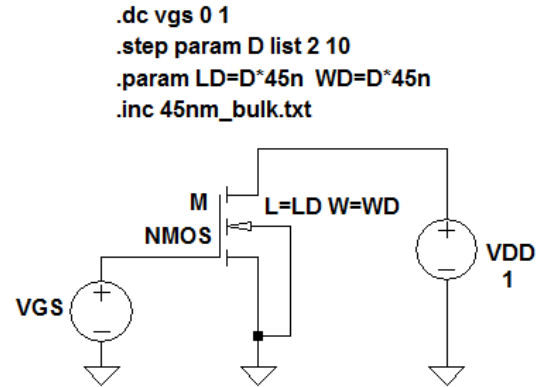 .dc vgs 0 1
.step param D list 2 10
.param LD=D*45n WD=D*45n
.inc 45nm_bulk.txt
M
L=LD W=WD
NMOS
VDD
1
VGS